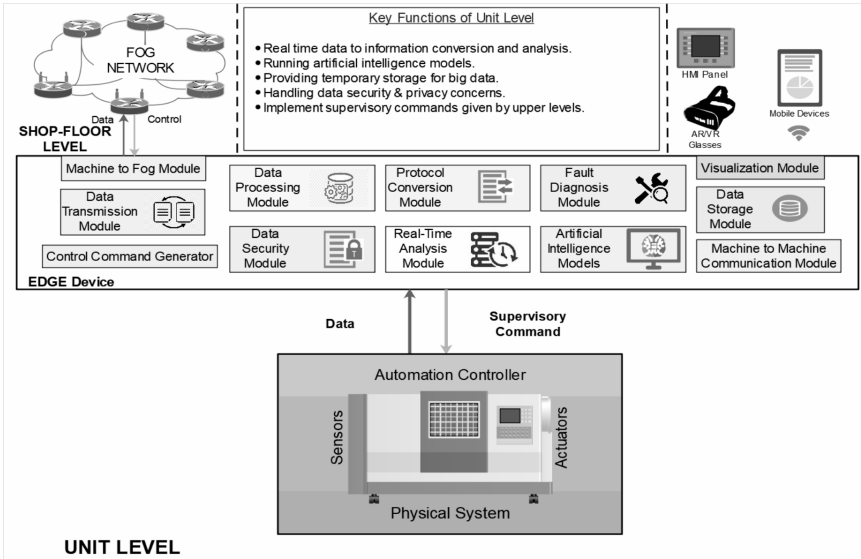 FOG
NETWORK
Data
Control
SHOP-FLOOR
LEVEL
Key Functions of Unit Level
• Real time data to information conversion and analysis.
• Running artificial intelligence models.
• Providing temporary storage for big data.
• Handling data security & privacy concerns.
• Implement supervisory commands given by upper levels.
HMI Panel
AR/VR
Glasses
Mobile Devices
Machine to Fog Module
Data
Transmission
Module
Control Command Generator
EDGE Device
Data
Processing
Module
Data
Security
Module
Protocol
Conversion
Module
Real-Time
Analysis
Module
Fault
Diagnosis
Module
Artificial
Intelligence
Models
Visualization Module
Data
Storage
Module
Machine to Machine
Communication Module
Data
Supervisory
Command
Automation Controller
Sensors
Actuators
Physical System
UNIT LEVEL